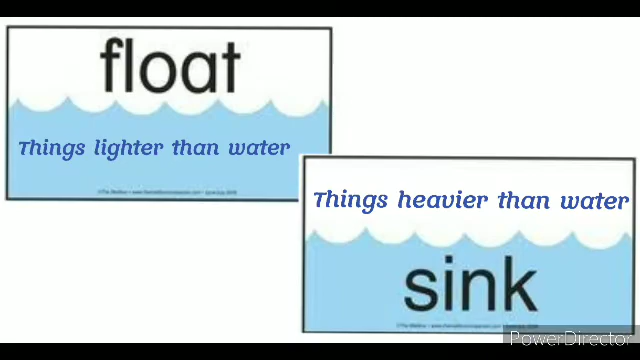 float
Things lighter than water
Things heavier than water
sink
PowerDirector